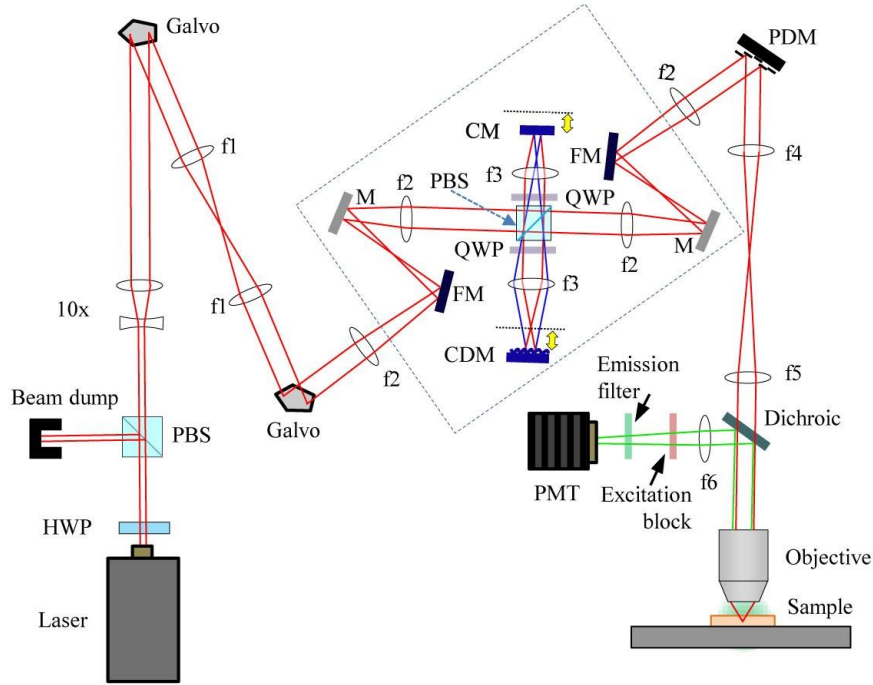 Galvo
PDM
f2
CM
f1
FM
f4
f3
PBS
QWP
f2
M
QWP
f2
M
f3
FM
10x
f1
CDM
f2
Emission
filter
f5
Beam dump
Dichroic
PBS
Galvo
PMT
f6
Excitation
block
HWP
Objective
Sample
Laser